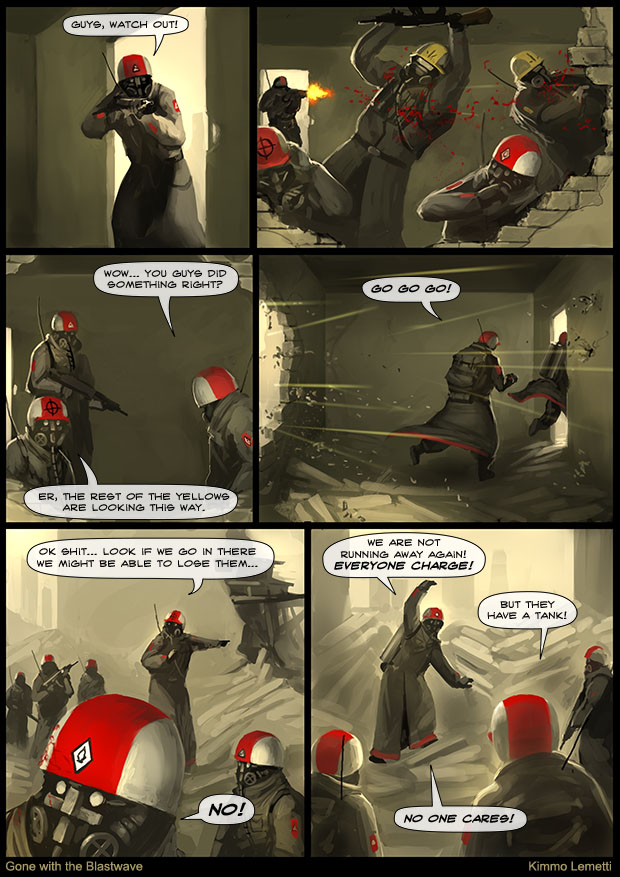 GUYS, WATCH OUT!
WOW... YOU GUYS DID
SOMETHING RIGHT?
ER, THE REST OF THE YELLOWS
ARE LOOKING THIS WAY.
GO GO GO!
OK SHIT... LOOK IF WE GO IN THERE
WE MIGHT BE ABLE TO LOSE THEM...
NO!
WE ARE NOT
RUNNING AWAY AGAIN!
EVERYONE CHARGE!
BUT THEY
HAVE A TANK!
NO ONE CARES!
Gone with the Blastwave
Kimmo Lemetti